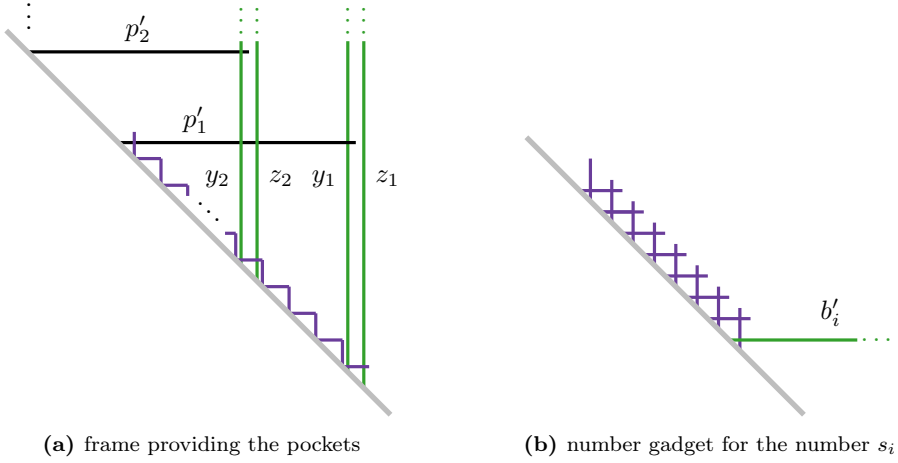 p′₂
p′₁
y₂ z₂ y₁ z₁
b′ᵢ
(a) frame providing the pockets
(b) number gadget for the number sᵢ